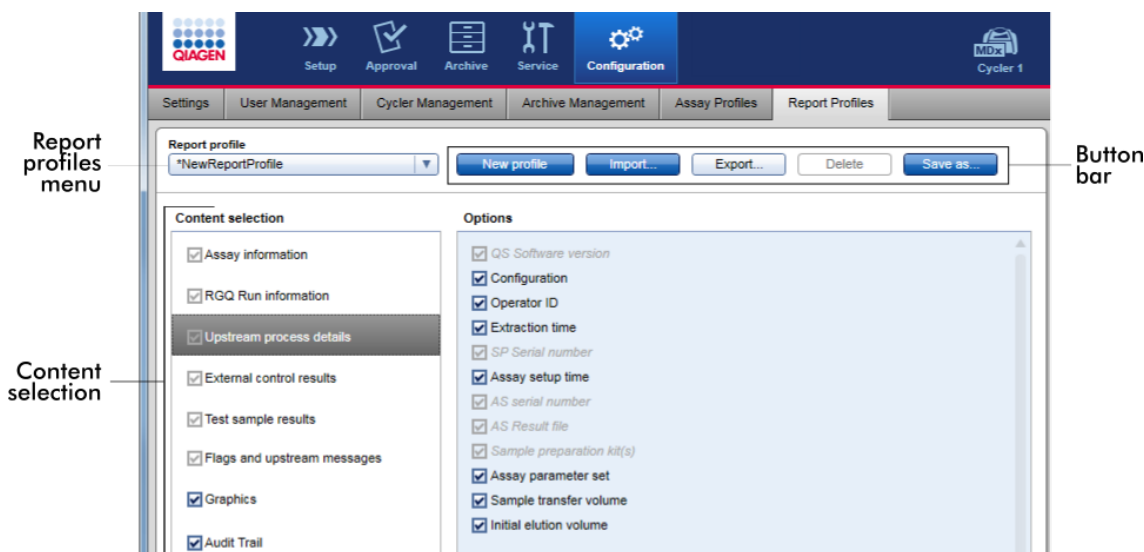 QIAGEN
Setup
Approval
Archive
Service
Configuration
MDx
Cycler 1
Settings
User Management
Cycler Management
Archive Management
Assay Profiles
Report Profiles
Report
profiles
menu
Report profile
*NewReportProfile
New profile
Import...
Export...
Delete
Save as...
Button
bar
Content selection
Options
Assay information
RGQ Run information
Upstream process details
External control results
Test sample results
Flags and upstream messages
Graphics
Audit Trail
Content
selection
QS Software version
Configuration
Operator ID
Extraction time
SP Serial number
Assay setup time
AS serial number
AS Result file
Sample preparation kit(s)
Assay parameter set
Sample transfer volume
Initial elution volume